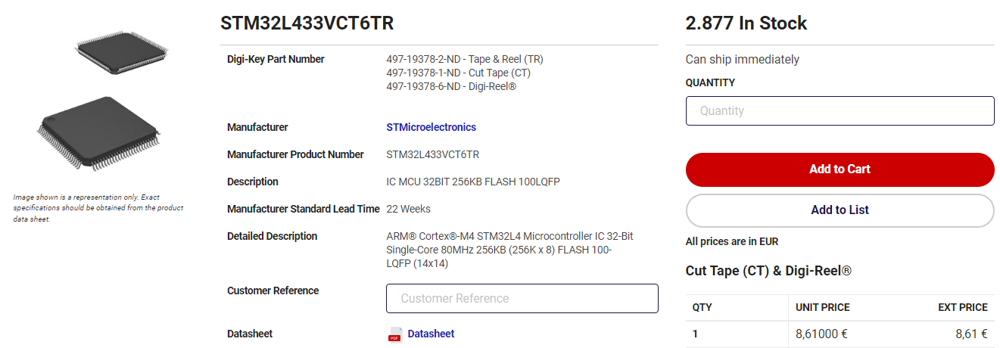 STM32L433VCT6TR
Digi-Key Part Number
497-19378-2-ND - Tape & Reel (TR)
497-19378-1-ND - Cut Tape (CT)
497-19378-6-ND - Digi-Reel®
Manufacturer
STMicroelectronics
Manufacturer Product Number
STM32L433VCT6TR
Description
IC MCU 32BIT 256KB FLASH 100LQFP
Manufacturer Standard Lead Time
22 Weeks
Detailed Description
ARM® Cortex®-M4 STM32L4 Microcontroller IC 32-Bit
Single-Core 80MHz 256KB (256K x 8) FLASH 100-
LQFP (14x14)
Customer Reference
Customer Reference
Datasheet
PDF
Datasheet
Image shown is a representation only. Exact
specifications should be obtained from the product
data sheet.
2.877 In Stock
Can ship immediately
QUANTITY
Quantity
Add to Cart
Add to List
All prices are in EUR
Cut Tape (CT) & Digi-Reel®
QTY UNIT PRICE EXT PRICE
1 8,61000 € 8,61 €